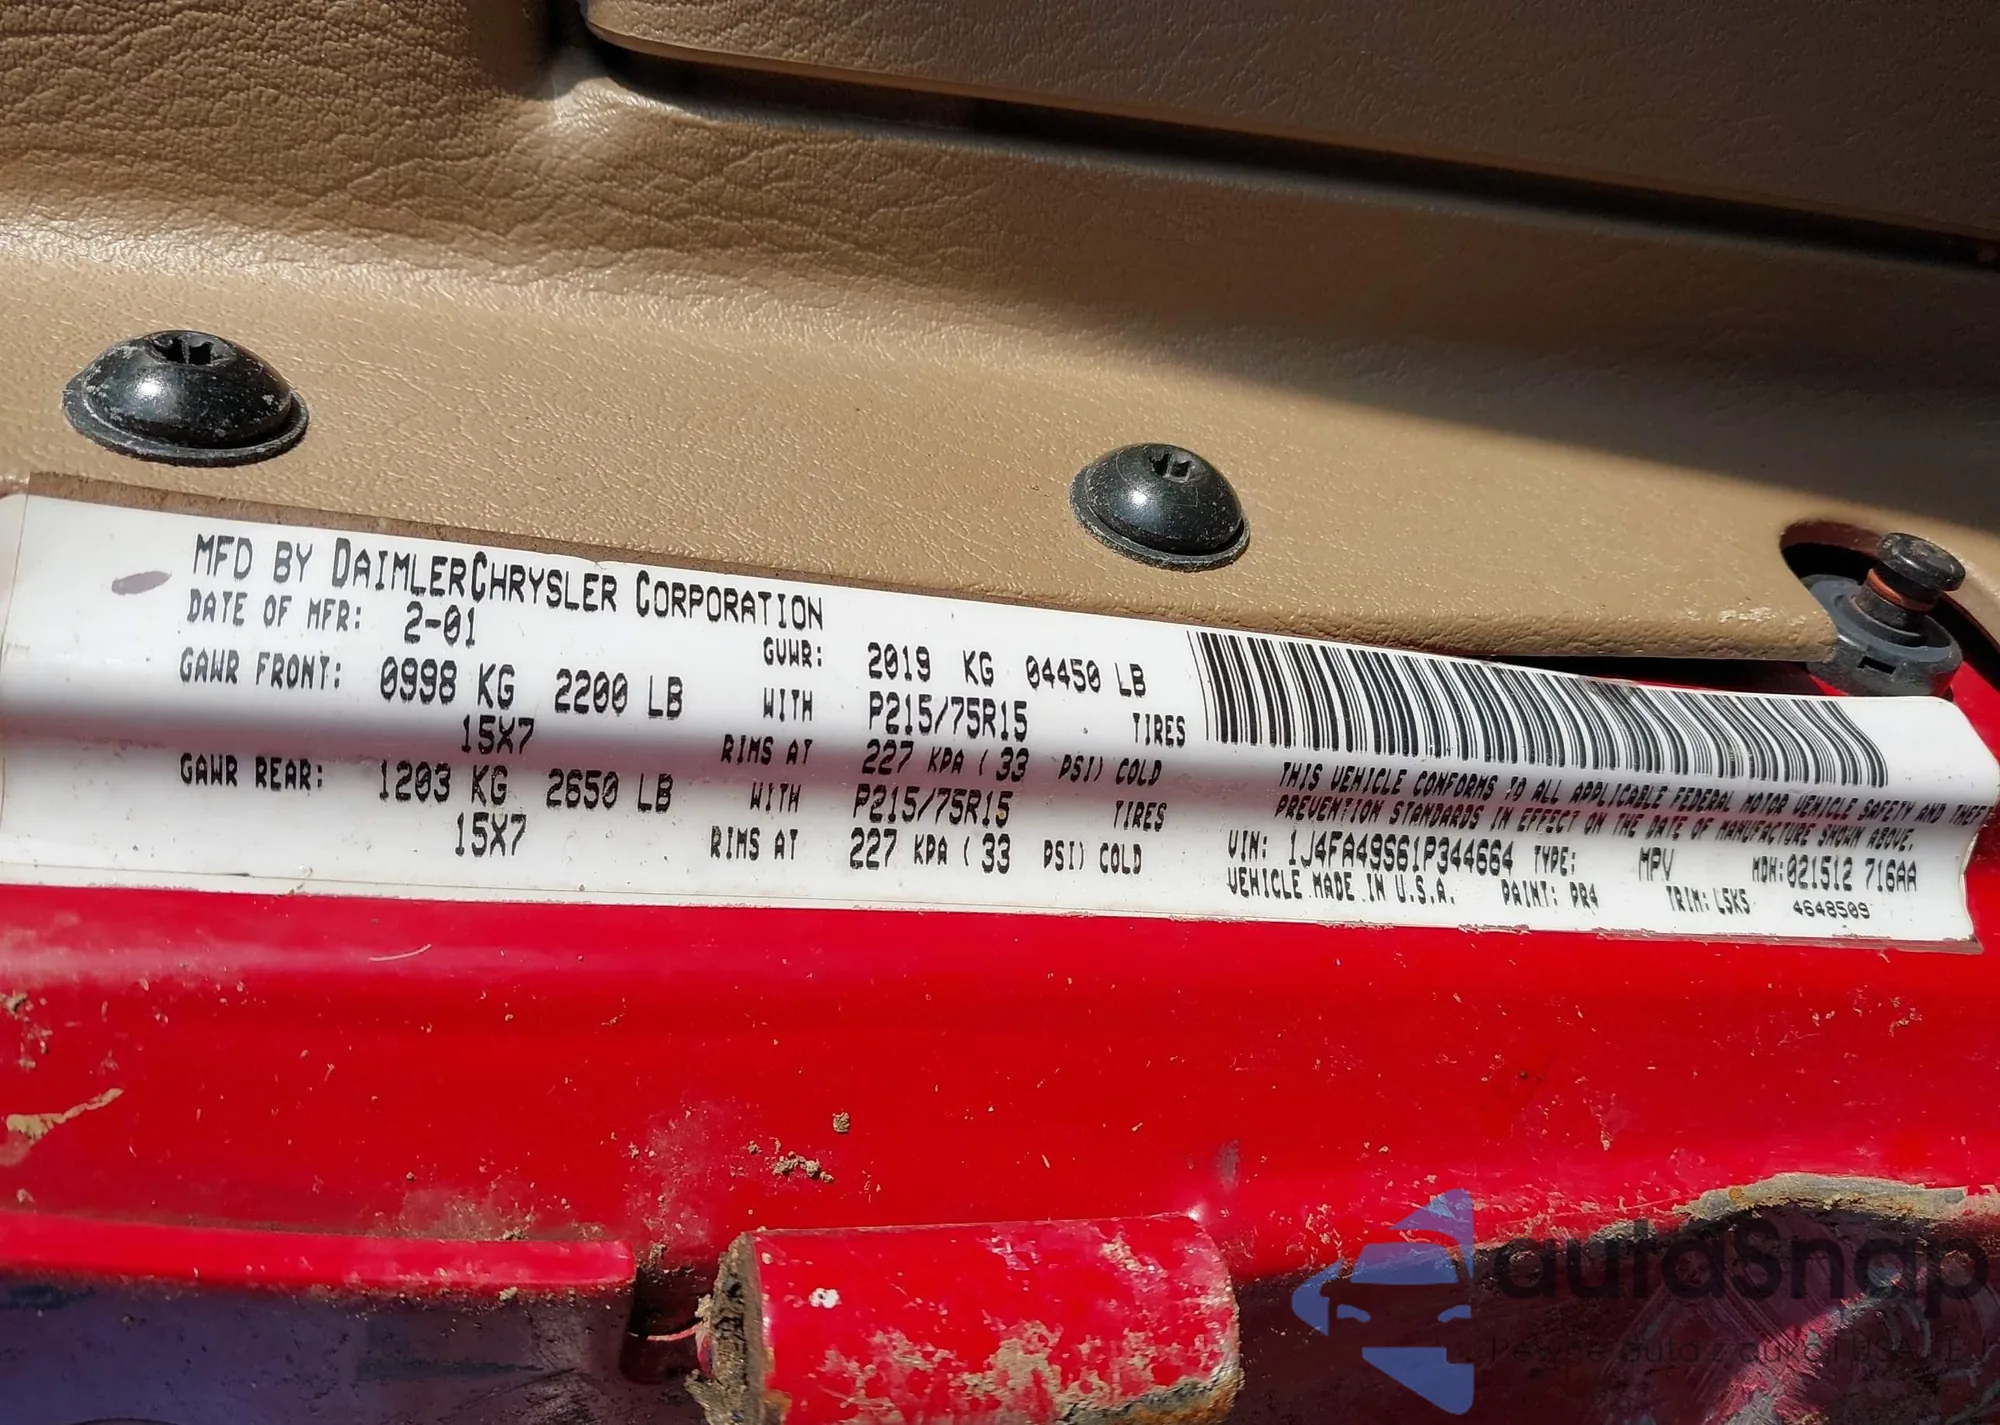 MFD BY DAIMLERCHRYSLER CORPORATION
DATE OF MFR: 2-01 GVWR: 2019 KG 04450 LB
GAWR FRONT: 0998 KG 2200 LB WITH P215/75R15 TIRES
15X7 RIMS AT 227 KPA ( 33 PSI) COLD
GAWR REAR: 1203 KG 2650 LB WITH P215/75R15 TIRES
15X7 RIMS AT 227 KPA ( 33 PSI) COLD
THIS VEHICLE CONFORMS TO ALL APPLICABLE FEDERAL MOTOR VEHICLE SAFETY AND THEFT
PREVENTION STANDARDS IN EFFECT ON THE DATE OF MANUFACTURE SHOWN ABOVE.
VIN: 1J4FA49S61P344664 TYPE: MPV MDH:021512 716AA
VEHICLE MADE IN U.S.A. PAINT: PR4 TRIM: L5K5 4648509
autoSnap